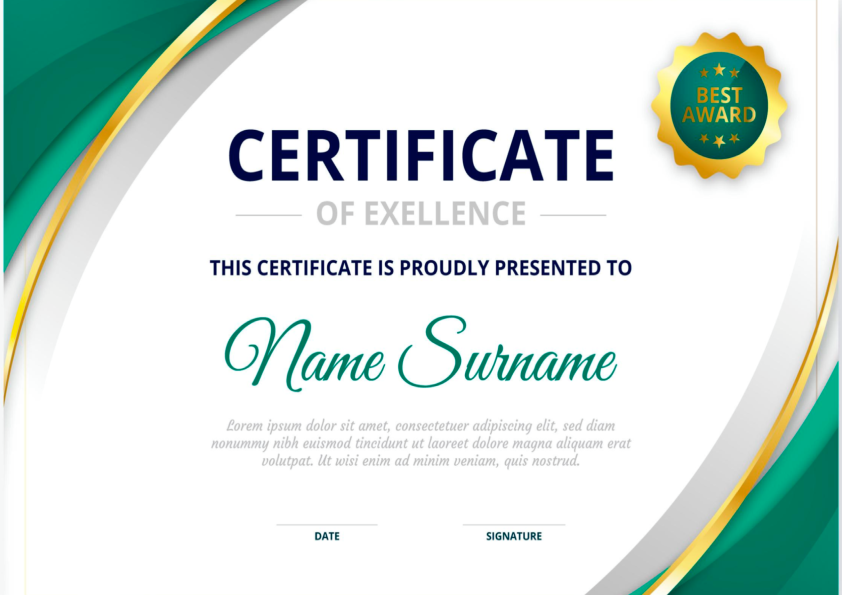 BEST
AWARD
CERTIFICATE
OF EXELLENCE
THIS CERTIFICATE IS PROUDLY PRESENTED TO
Name Surname
Lorem ipsum dolor sit amet, consectetuer adipiscing elit, sed diam
nonummy nibh euismod tincidunt ut laoreet dolore magna aliquam erat
volutpat. Ut wisi enim ad minim veniam, quis nostrud.
DATE
SIGNATURE